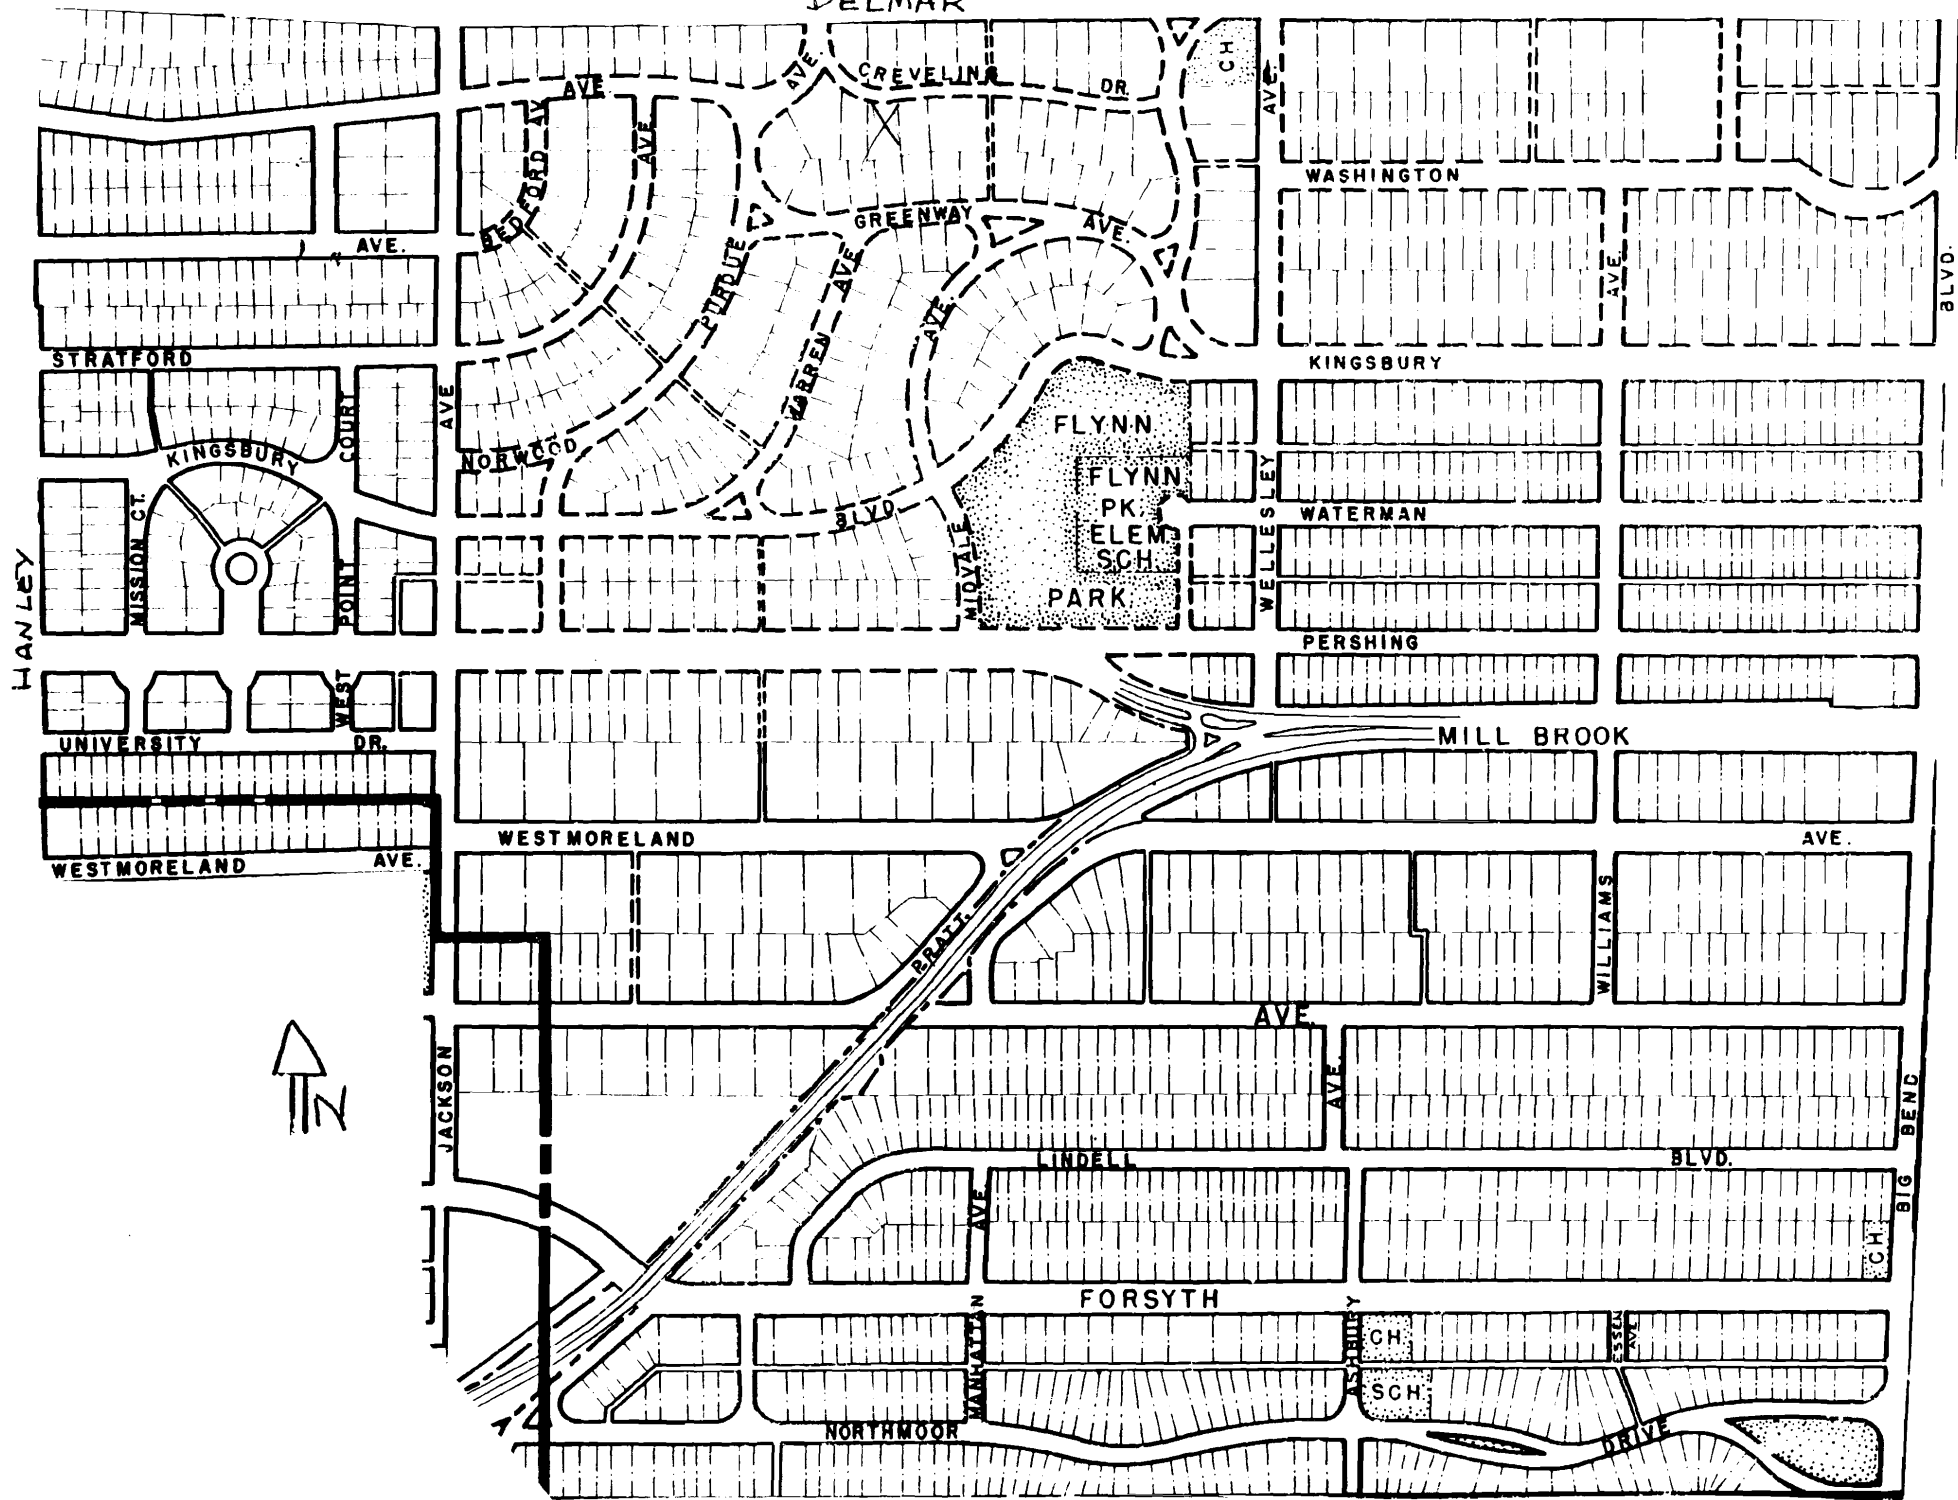 DELMAR
CH
AVE.
CREVELING
DR.
AVE
AVE.
BEDFORD AV
AVE.
WASHINGTON
GREENWAY
AVE.
AVE.
PURDUE
AVE.
AVE.
AVE.
BLVD.
STRATFORD
KINGSBURY
WARREN
AVE
COURT
FLYNN
NORWOOD
KINGSBURY
FLYNN
PK.
ELEM
SCH.
WELLESLEY
MISSION CT.
BLVD.
WATERMAN
HANLEY
MIDVALE
POINT
PARK
PERSHING
WEST
UNIVERSITY
DR.
MILL BROOK
WESTMORELAND
AVE.
WESTMORELAND
AVE.
WILLIAMS
PRATT.
AVE.
N
JACKSON
AVE.
BIG BEND
LINDELL
BLVD.
AVE.
CH.
FORSYTH
MANHATTAN
ASHBURY
CH.
ESSEN
AVE
SCH.
NORTHMOOR
DRIVE